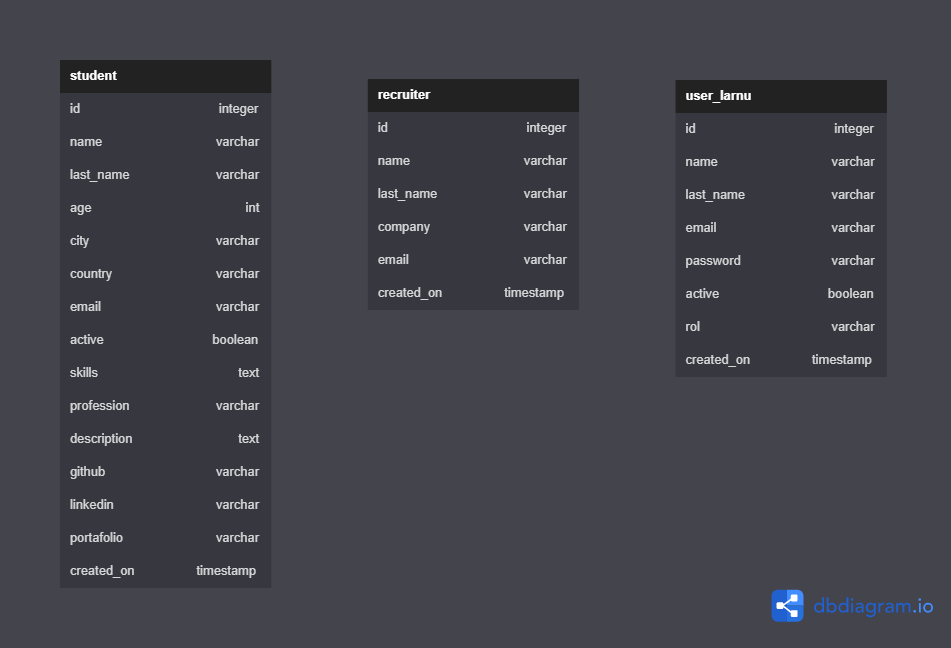 student
id integer
name varchar
last_name varchar
age int
city varchar
country varchar
email varchar
active boolean
skills text
profession varchar
description text
github varchar
linkedin varchar
portafolio varchar
created_on timestamp
recruiter
id integer
name varchar
last_name varchar
company varchar
email varchar
created_on timestamp
user_larnu
id integer
name varchar
last_name varchar
email varchar
password varchar
active boolean
rol varchar
created_on timestamp
dbdiagram.io